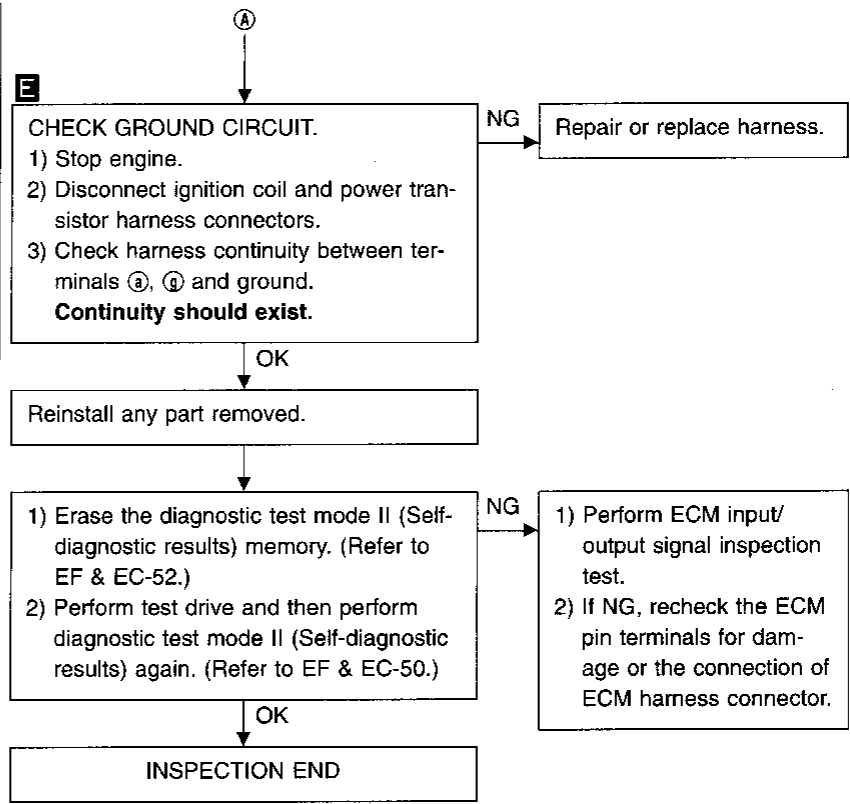 Ⓐ
E
CHECK GROUND CIRCUIT.
1) Stop engine.
2) Disconnect ignition coil and power tran-
sistor harness connectors.
3) Check harness continuity between ter-
minals ⓐ, ⓖ and ground.
Continuity should exist.
NG
Repair or replace harness.
OK
Reinstall any part removed.
1) Erase the diagnostic test mode II (Self-
diagnostic results) memory. (Refer to
EF & EC-52.)
2) Perform test drive and then perform
diagnostic test mode II (Self-diagnostic
results) again. (Refer to EF & EC-50.)
NG
1) Perform ECM input/
output signal inspection
test.
2) If NG, recheck the ECM
pin terminals for dam-
age or the connection of
ECM harness connector.
OK
INSPECTION END